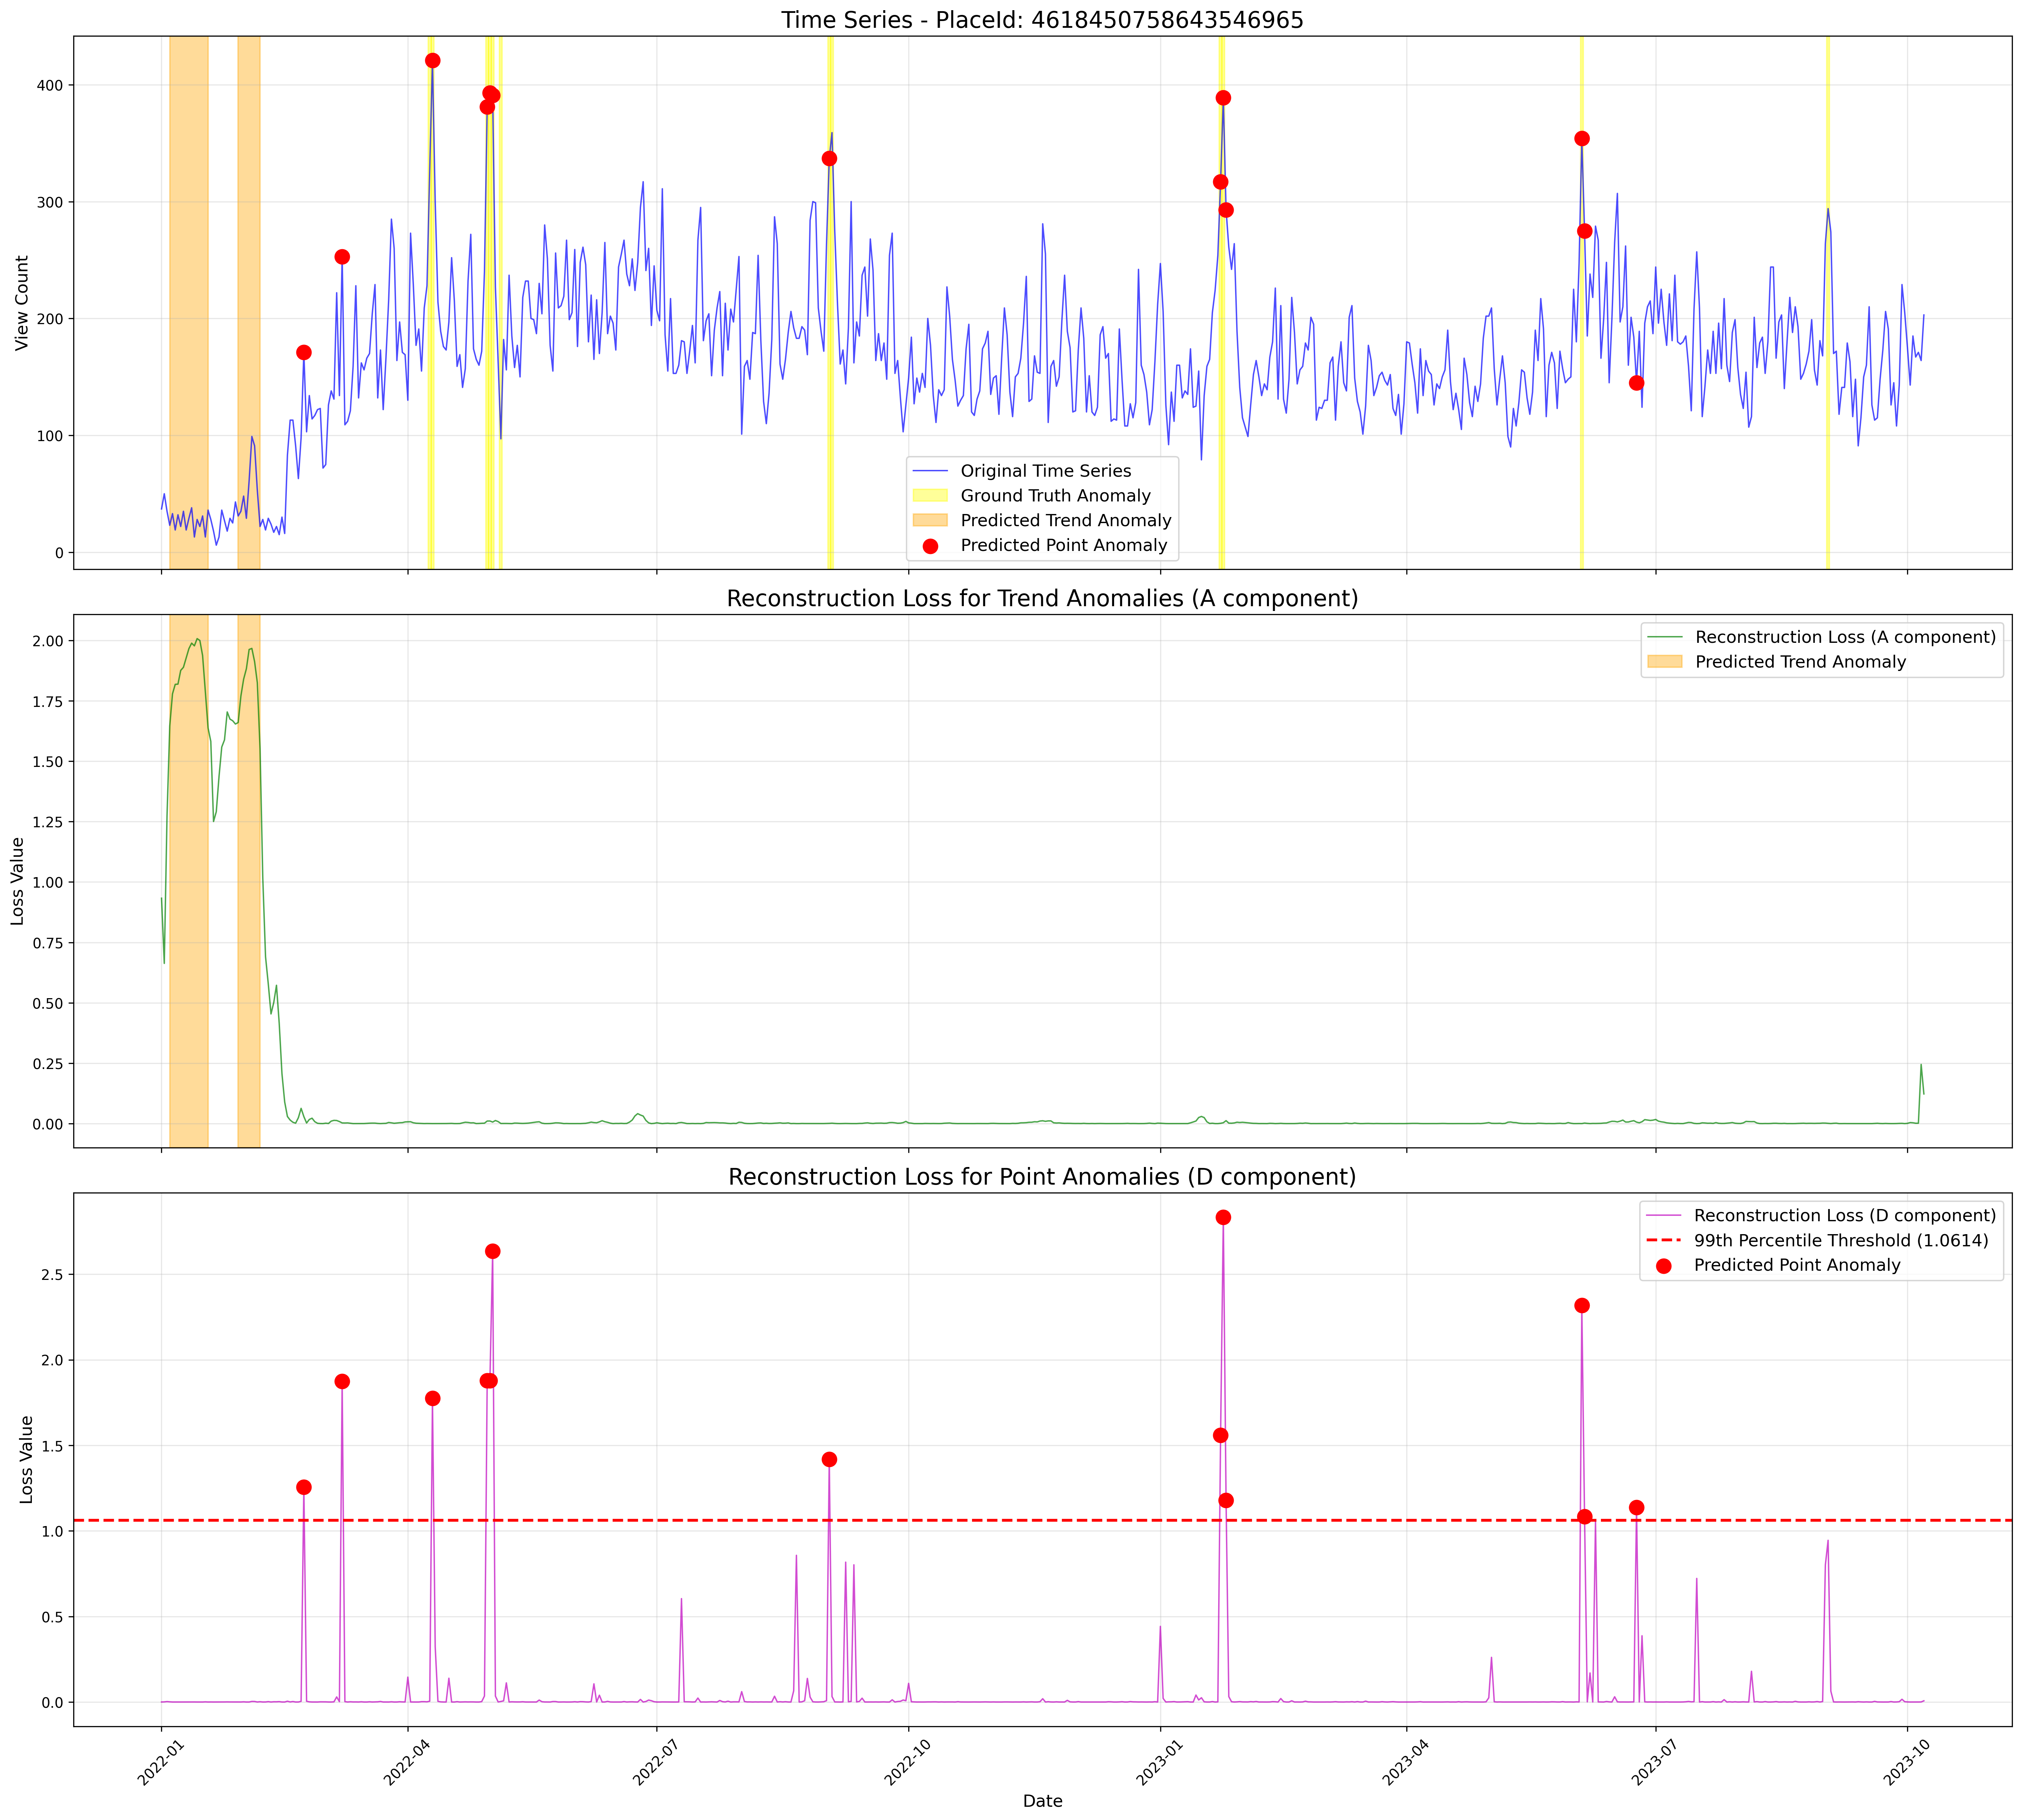 Time Series - PlaceId: 4618450758643546965
View Count
400
300
200
100
0
Original Time Series
Ground Truth Anomaly
Predicted Trend Anomaly
Predicted Point Anomaly
Reconstruction Loss for Trend Anomalies (A component)
Loss Value
2.00
1.75
1.50
1.25
1.00
0.75
0.50
0.25
0.00
Reconstruction Loss (A component)
Predicted Trend Anomaly
Reconstruction Loss for Point Anomalies (D component)
Loss Value
2.5
2.0
1.5
1.0
0.5
0.0
Reconstruction Loss (D component)
99th Percentile Threshold (1.0614)
Predicted Point Anomaly
2022-01
2022-04
2022-07
2022-10
2023-01
2023-04
2023-07
2023-10
Date